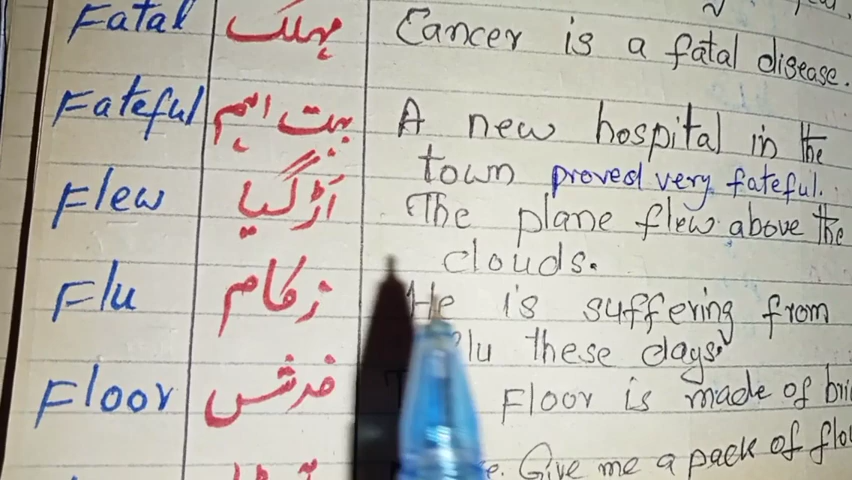 Fatal مہلک Cancer is a fatal disease.
Fateful بہت اہم A new hospital in the
town proved very fateful.
Flew اڑ گیا The plane flew above the
clouds.
Flu زکام He is suffering from
flu these days.
Floor فرش Floor is made of
Give me a pack of